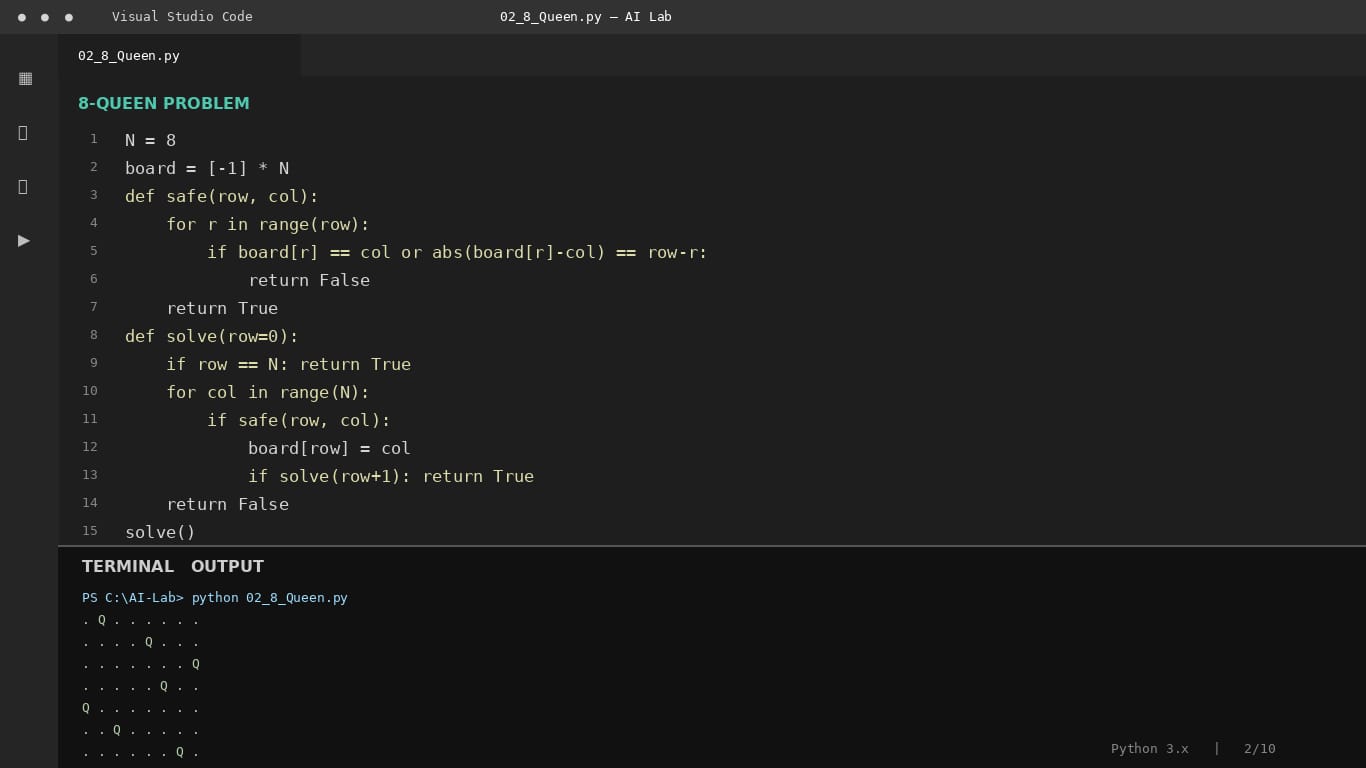 Visual Studio Code
02_8_Queen.py — AI Lab
02_8_Queen.py
8-QUEEN PROBLEM
1 N = 8
2 board = [-1] * N
3 def safe(row, col):
4     for r in range(row):
5         if board[r] == col or abs(board[r]-col) == row-r:
6             return False
7     return True
8 def solve(row=0):
9     if row == N: return True
10     for col in range(N):
11         if safe(row, col):
12             board[row] = col
13             if solve(row+1): return True
14     return False
15 solve()
TERMINAL   OUTPUT
PS C:\AI-Lab> python 02_8_Queen.py
. Q . . . . . .
. . . . Q . . .
. . . . . . . Q
. . . . . Q . .
Q . . . . . . .
. . Q . . . . .
. . . . . . Q .
Python 3.x   |   2/10